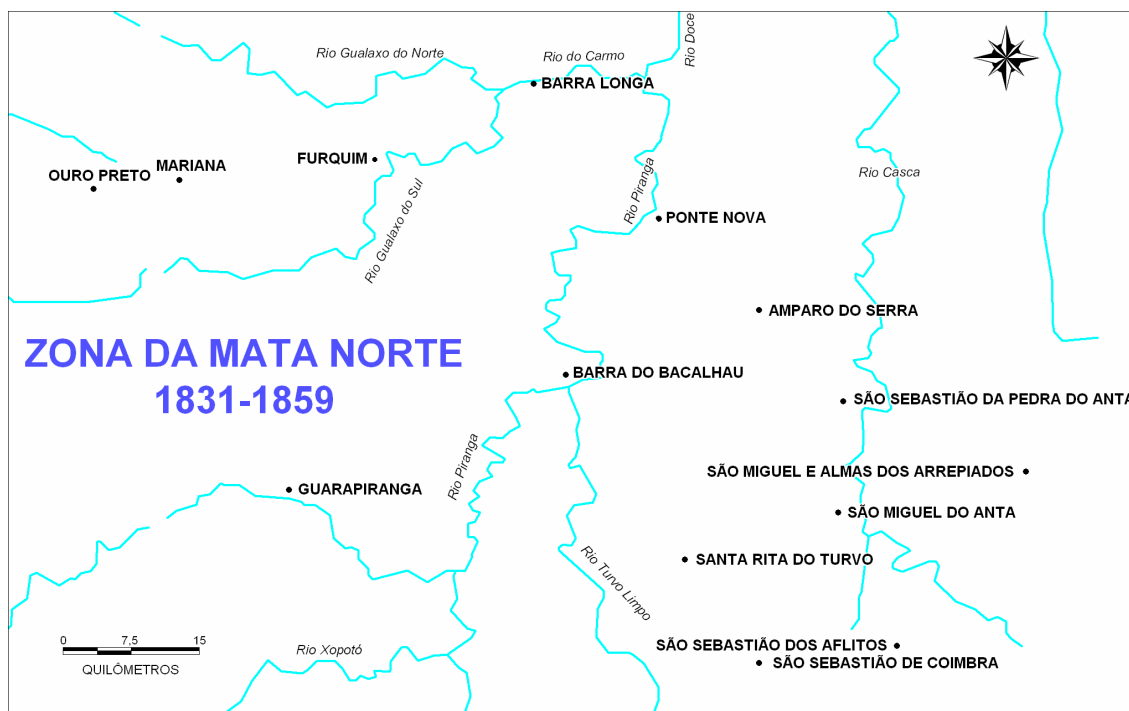 Rio Gualaxo do Norte
Rio do Carmo
Rio Doce
BARRA LONGA
MARIANA
FURQUIM
OURO PRETO
Rio Casca
Rio Gualaxo do Sul
Rio Piranga
PONTE NOVA
AMPARO DO SERRA
ZONA DA MATA NORTE
1831-1859
BARRA DO BACALHAU
SÃO SEBASTIÃO DA PEDRA DO ANTA
Rio Piranga
SÃO MIGUEL E ALMAS DOS ARREPIADOS
GUARAPIRANGA
SÃO MIGUEL DO ANTA
SANTA RITA DO TURVO
Rio Turvo Limpo
0 7,5 15
QUILÔMETROS
Rio Xopotó
SÃO SEBASTIÃO DOS AFLITOS
SÃO SEBASTIÃO DE COIMBRA